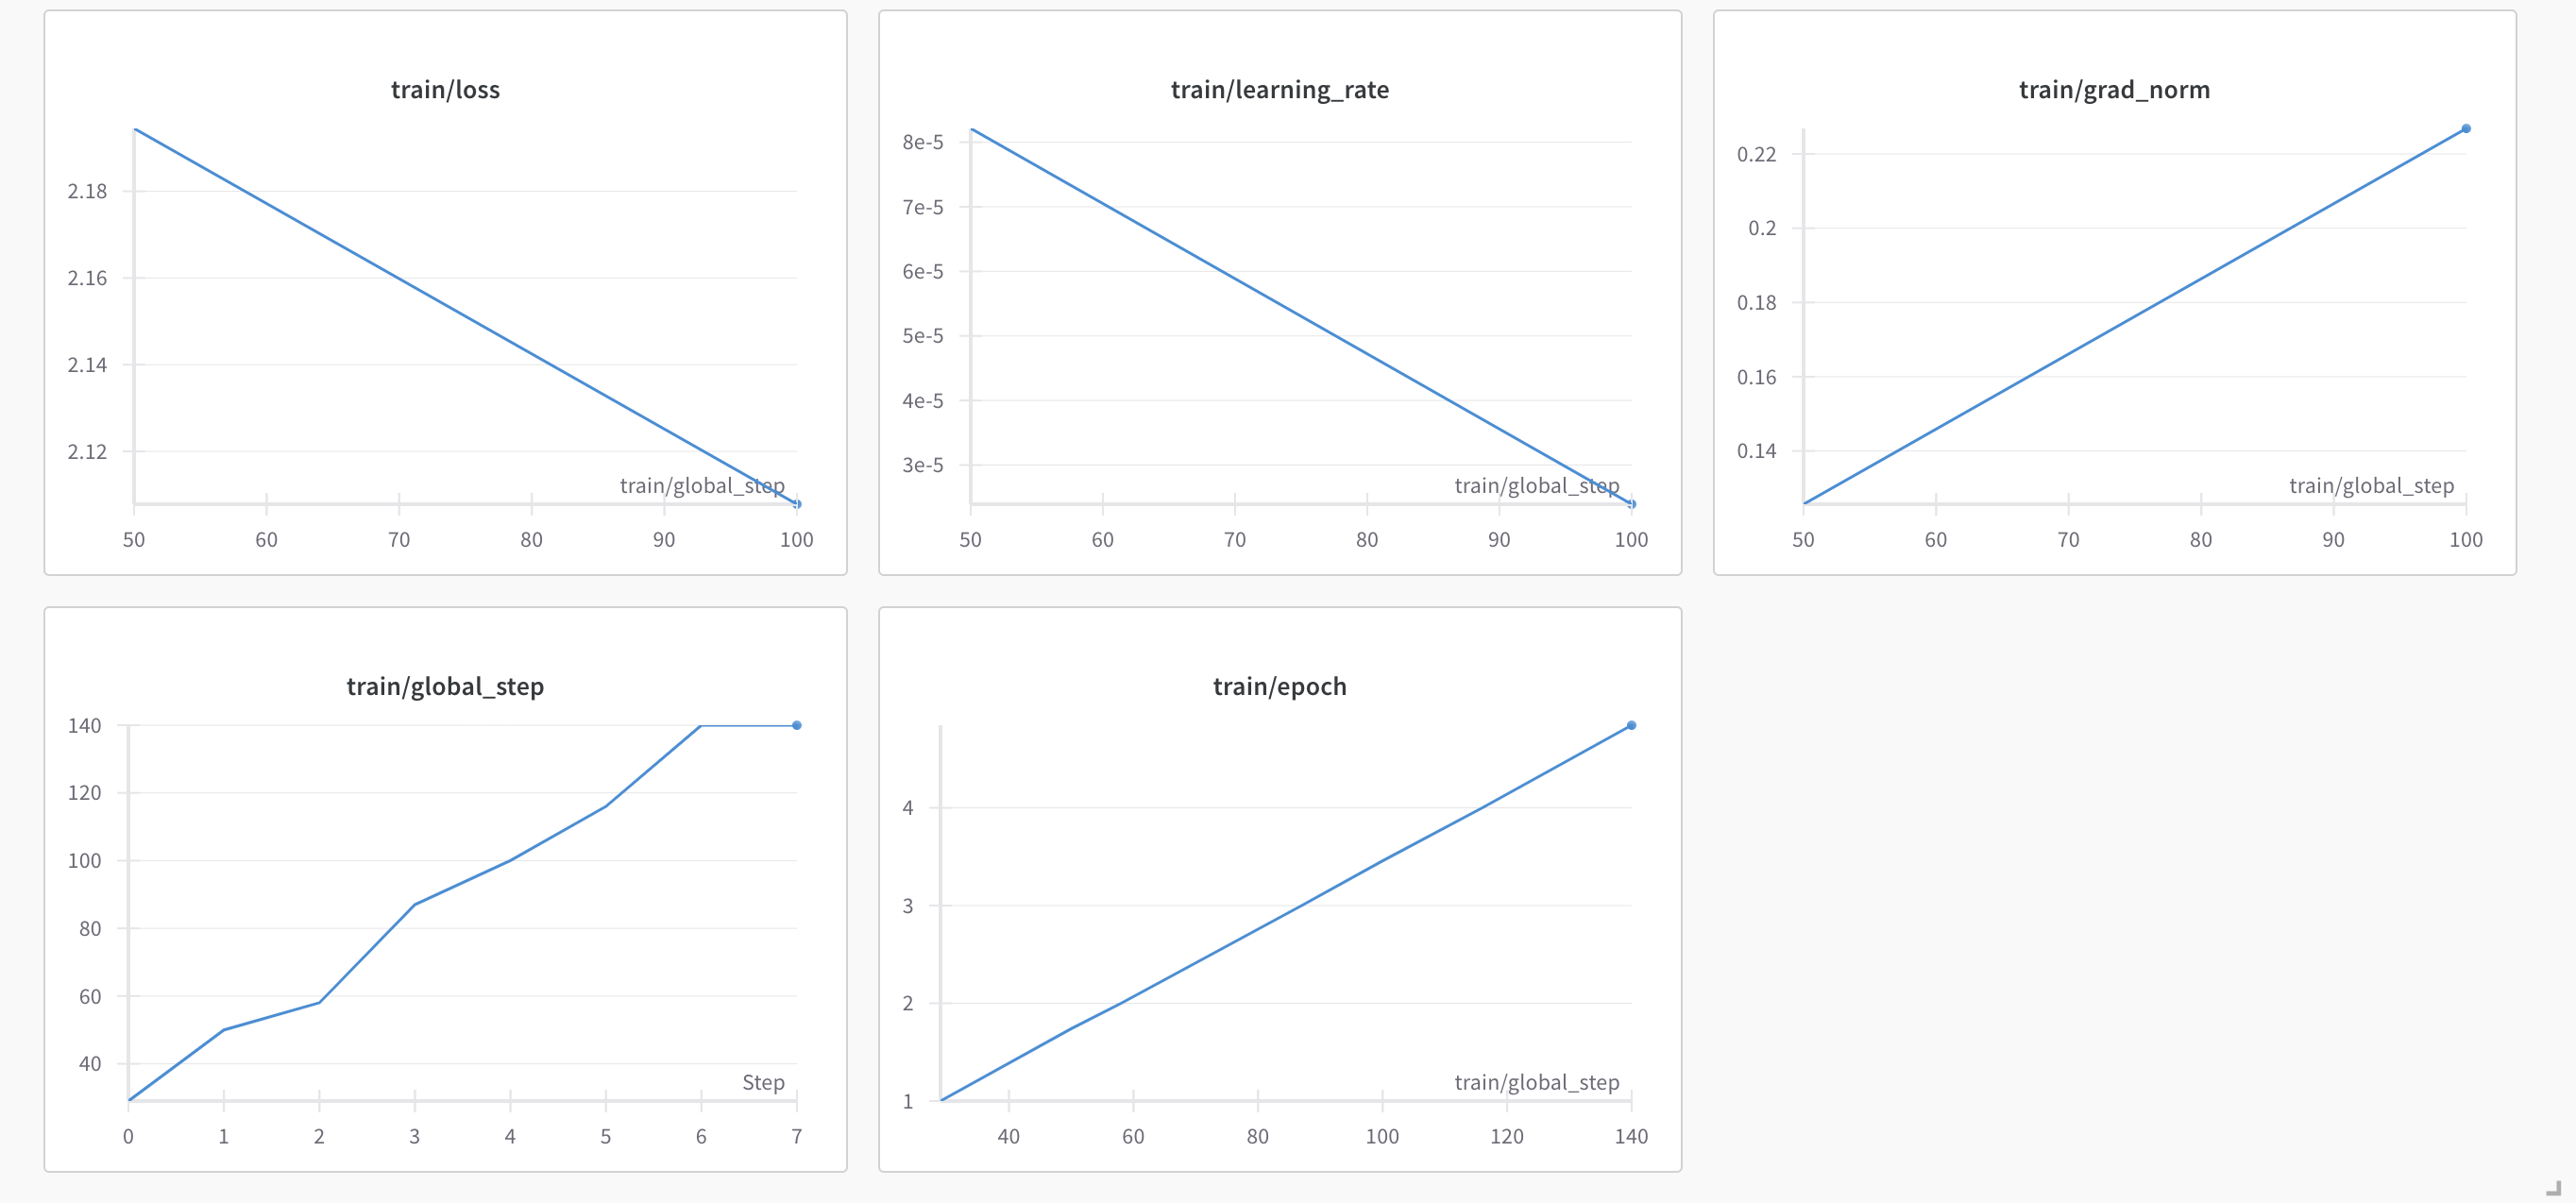 train/loss
2.18
2.16
2.14
2.12
train/global_step
50 60 70 80 90 100
train/learning_rate
8e-5
7e-5
6e-5
5e-5
4e-5
3e-5
train/global_step
50 60 70 80 90 100
train/grad_norm
0.22
0.2
0.18
0.16
0.14
train/global_step
50 60 70 80 90 100
train/global_step
140
120
100
80
60
40
Step
0 1 2 3 4 5 6 7
train/epoch
4
3
2
1
train/global_step
40 60 80 100 120 140